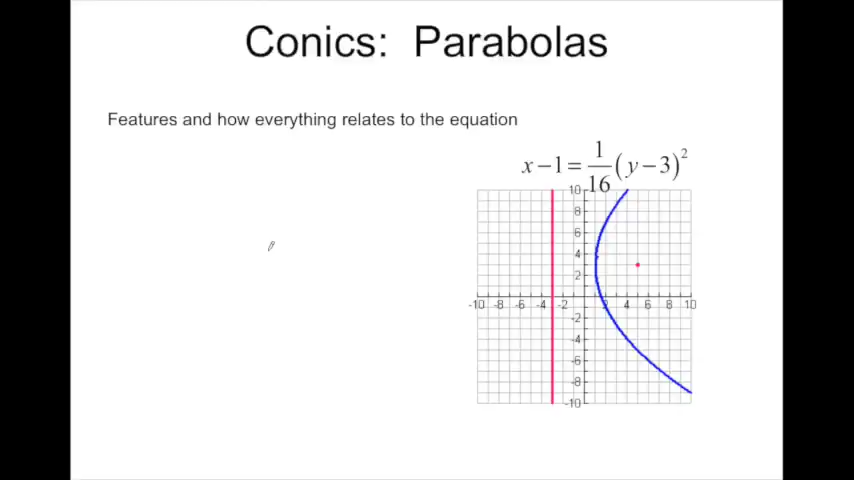 Conics: Parabolas
Features and how everything relates to the equation
x − 1 = 1/16 (y − 3)²
10
8
6
4
2
-10 -8 -6 -4 -2 2 4 6 8 10
-2
-4
-6
-8
-10